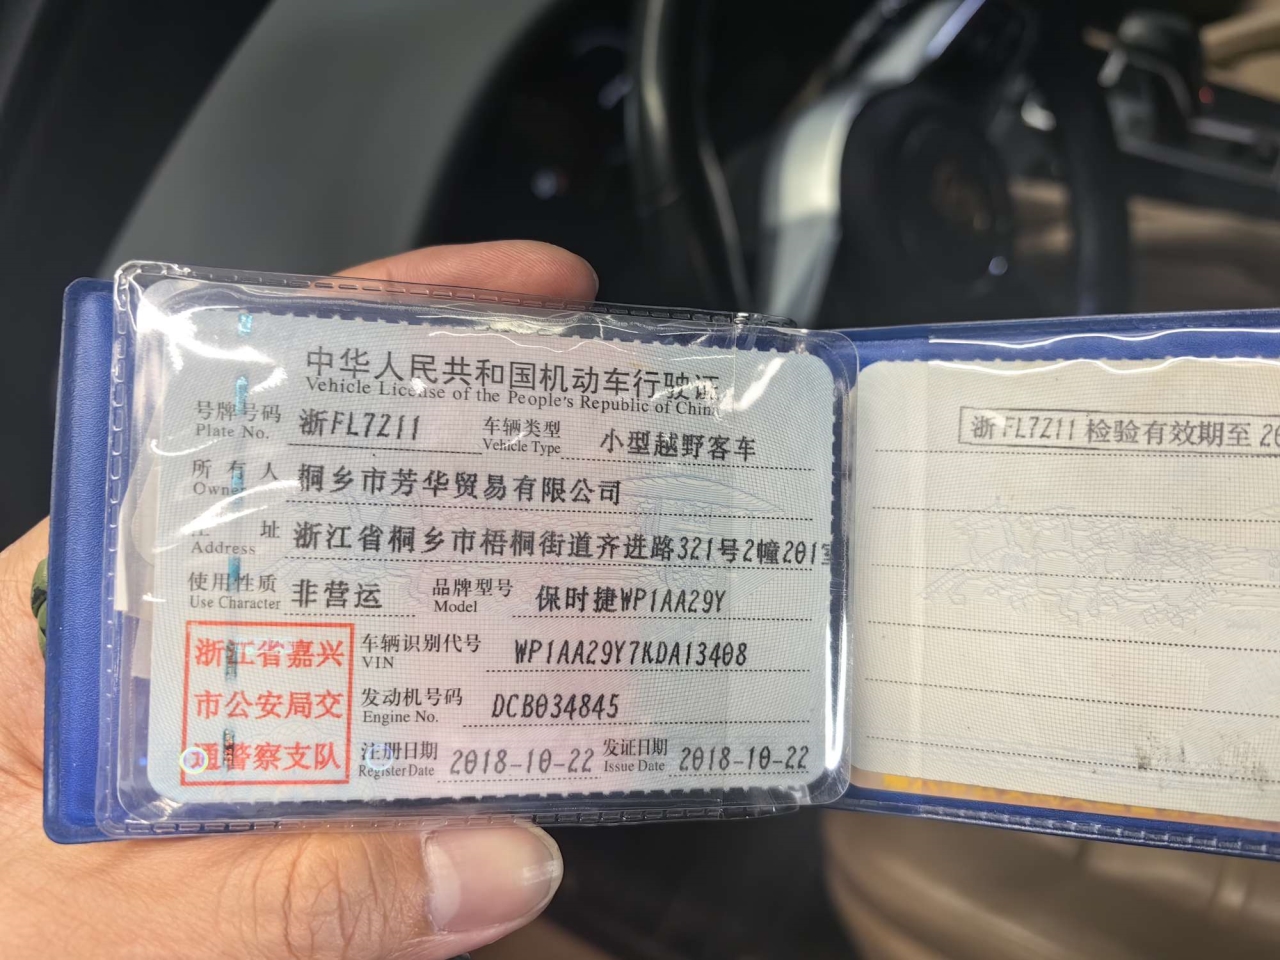 中华人民共和国机动车行驶证
Vehicle License of the People's Republic of China
号牌号码 浙FL7Z11 车辆类型 小型越野客车
Plate No. Vehicle Type
所有人 桐乡市芳华贸易有限公司
Owner
址 浙江省桐乡市梧桐街道齐进路321号2幢201室
Address
使用性质 非营运 品牌型号 保时捷WP1AA29Y
Use Character Model
浙江省嘉兴
市公安局交
通警察支队
车辆识别代号 WP1AA29Y7KDA13408
VIN
发动机号码 DCB034845
Engine No.
注册日期 2018-10-22 发证日期 2018-10-22
Register Date Issue Date
浙FL7Z11 检验有效期至 20